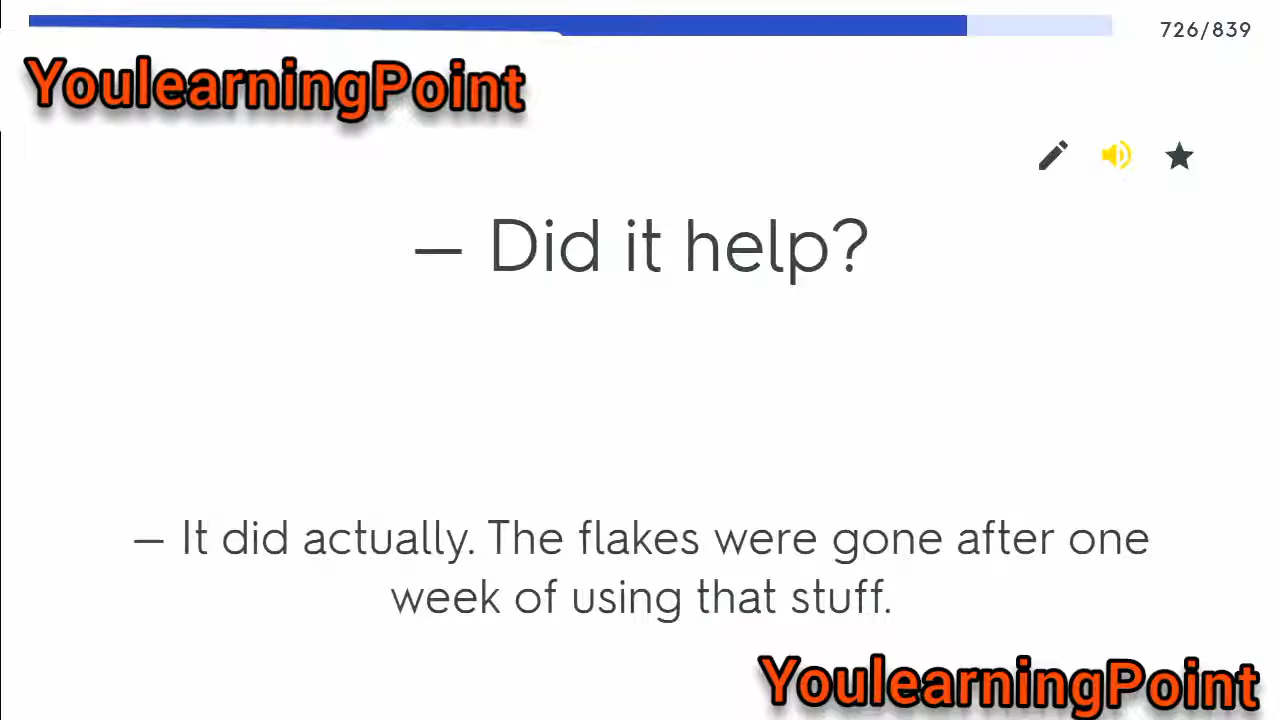 726/839
YoulearningPoint
— Did it help?
— It did actually. The flakes were gone after one
week of using that stuff.
YoulearningPoint